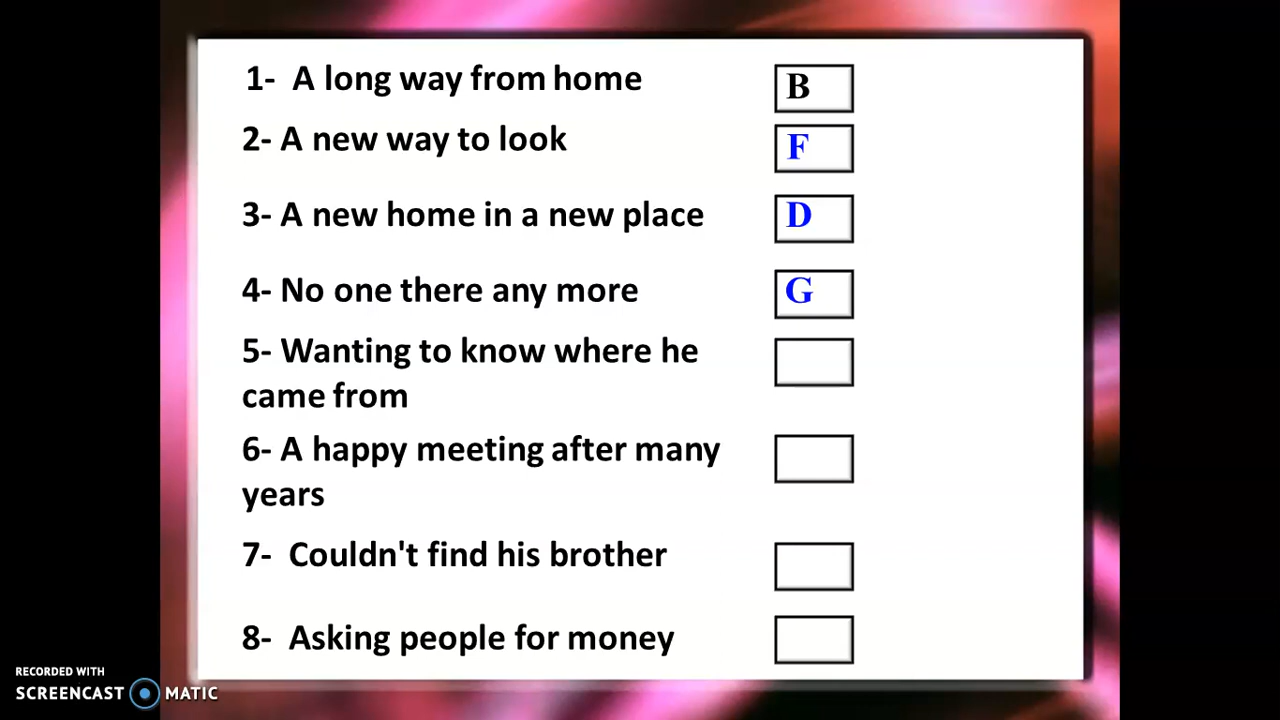 1- A long way from home B
2- A new way to look F
3- A new home in a new place D
4- No one there any more G
5- Wanting to know where he
came from
6- A happy meeting after many
years
7- Couldn't find his brother
8- Asking people for money
RECORDED WITH
SCREENCAST MATIC